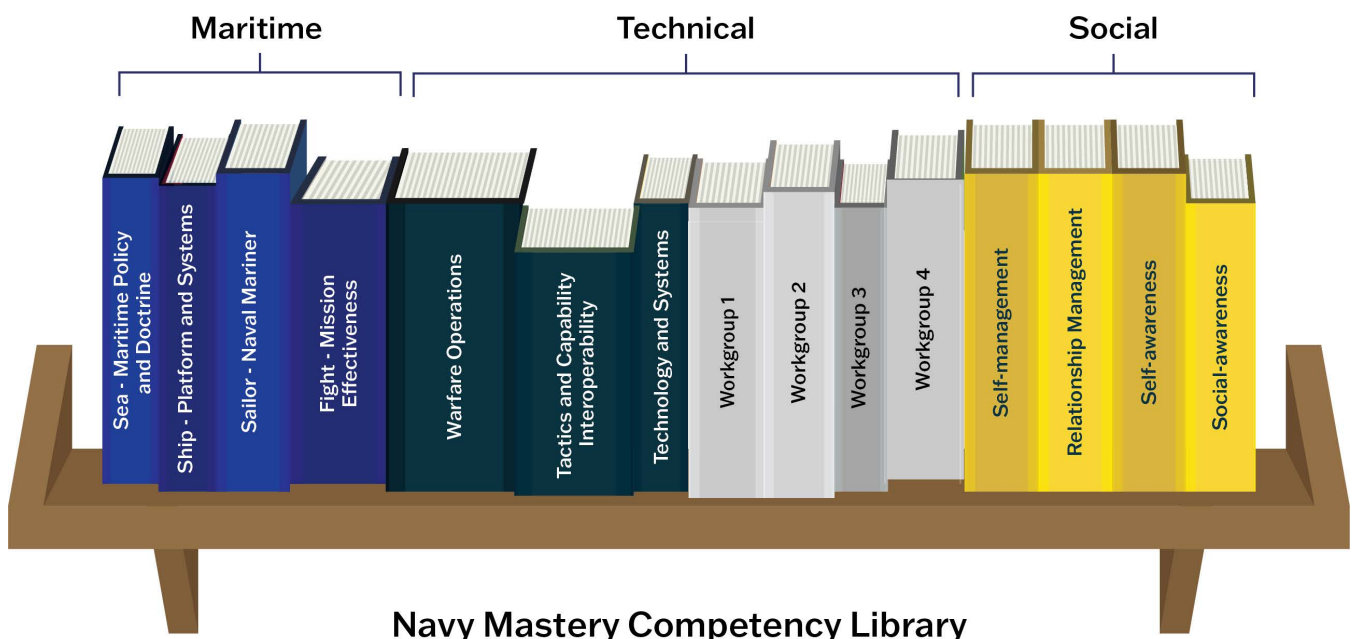 Maritime
Technical
Social
Sea - Maritime Policy
and Doctrine
Ship - Platform and Systems
Sailor - Naval Mariner
Fight - Mission
Effectiveness
Warfare Operations
Tactics and Capability
Interoperability
Technology and Systems
Workgroup 1
Workgroup 2
Workgroup 3
Workgroup 4
Self-management
Relationship Management
Self-awareness
Social-awareness
Navy Mastery Competency Library